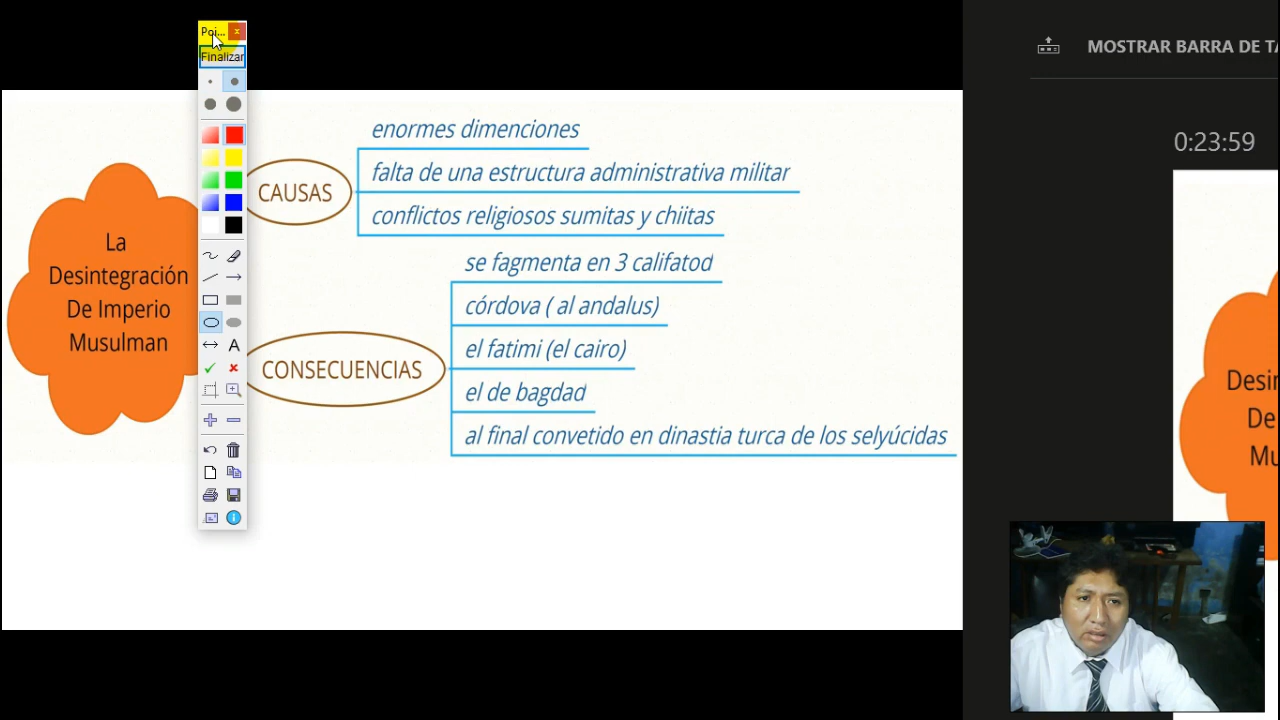 Poi...
Finalizar
A
MOSTRAR BARRA DE TA
0:23:59
La
Desintegración
De Imperio
Musulman
CAUSAS
enormes dimenciones
falta de una estructura administrativa militar
conflictos religiosos sumitas y chiitas
CONSECUENCIAS
se fagmenta en 3 califatod
córdova ( al andalus)
el fatimi (el cairo)
el de bagdad
al final convetido en dinastia turca de los selyúcidas
Desin
De
Mu